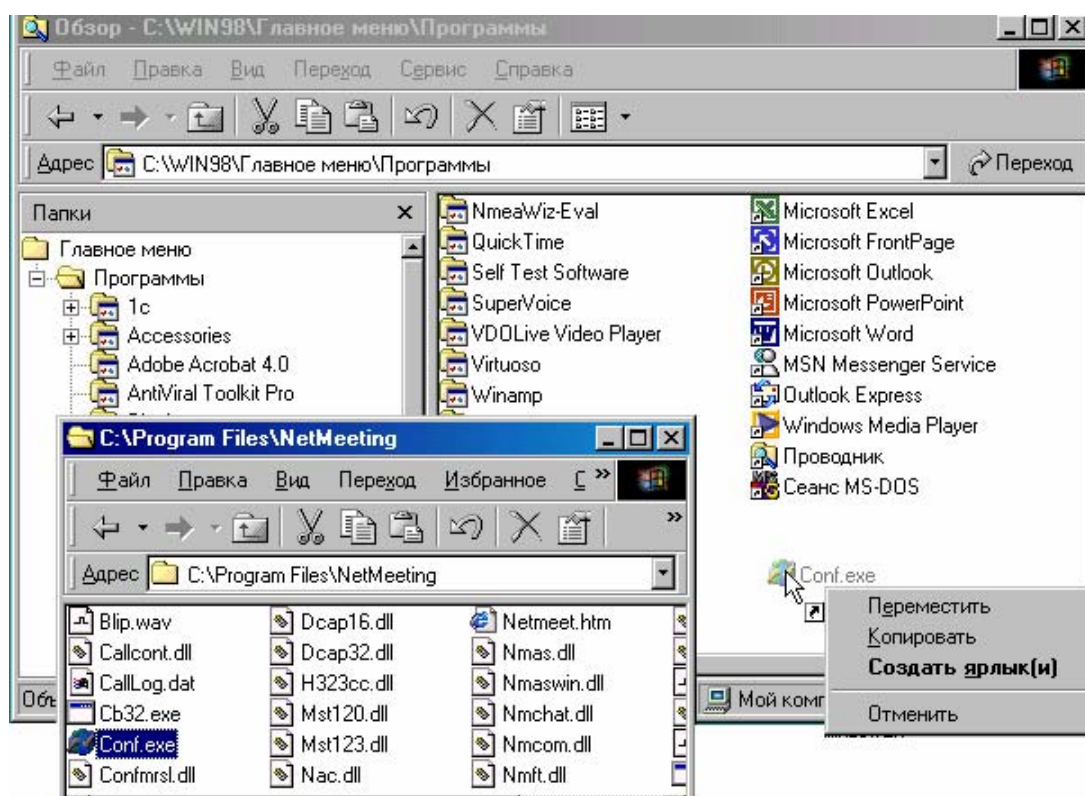 Обзор - C:\WIN98\Главное меню\Программы
Файл Правка Вид Переход Сервис Справка
Адрес C:\WIN98\Главное меню\Программы Переход
Папки
Главное меню
Программы
1c
Accessories
Adobe Acrobat 4.0
AntiViral Toolkit Pro
NmeaWiz-Eval
QuickTime
Self Test Software
SuperVoice
VDOLive Video Player
Virtuoso
Winamp
Microsoft Excel
Microsoft FrontPage
Microsoft Outlook
Microsoft PowerPoint
Microsoft Word
MSN Messenger Service
Outlook Express
Windows Media Player
Проводник
Сеанс MS-DOS
Conf.exe
Переместить
Копировать
Создать ярлык(и)
Отменить
Мой
C:\Program Files\NetMeeting
Файл Правка Вид Переход Избранное С »
»
Адрес C:\Program Files\NetMeeting
Blip.wav
Callcont.dll
CallLog.dat
Cb32.exe
Conf.exe
Confmrsl.dll
Dcap16.dll
Dcap32.dll
H323cc.dll
Mst120.dll
Mst123.dll
Nac.dll
Netmeet.htm
Nmas.dll
Nmaswin.dll
Nmchat.dll
Nmcom.dll
Nmft.dll